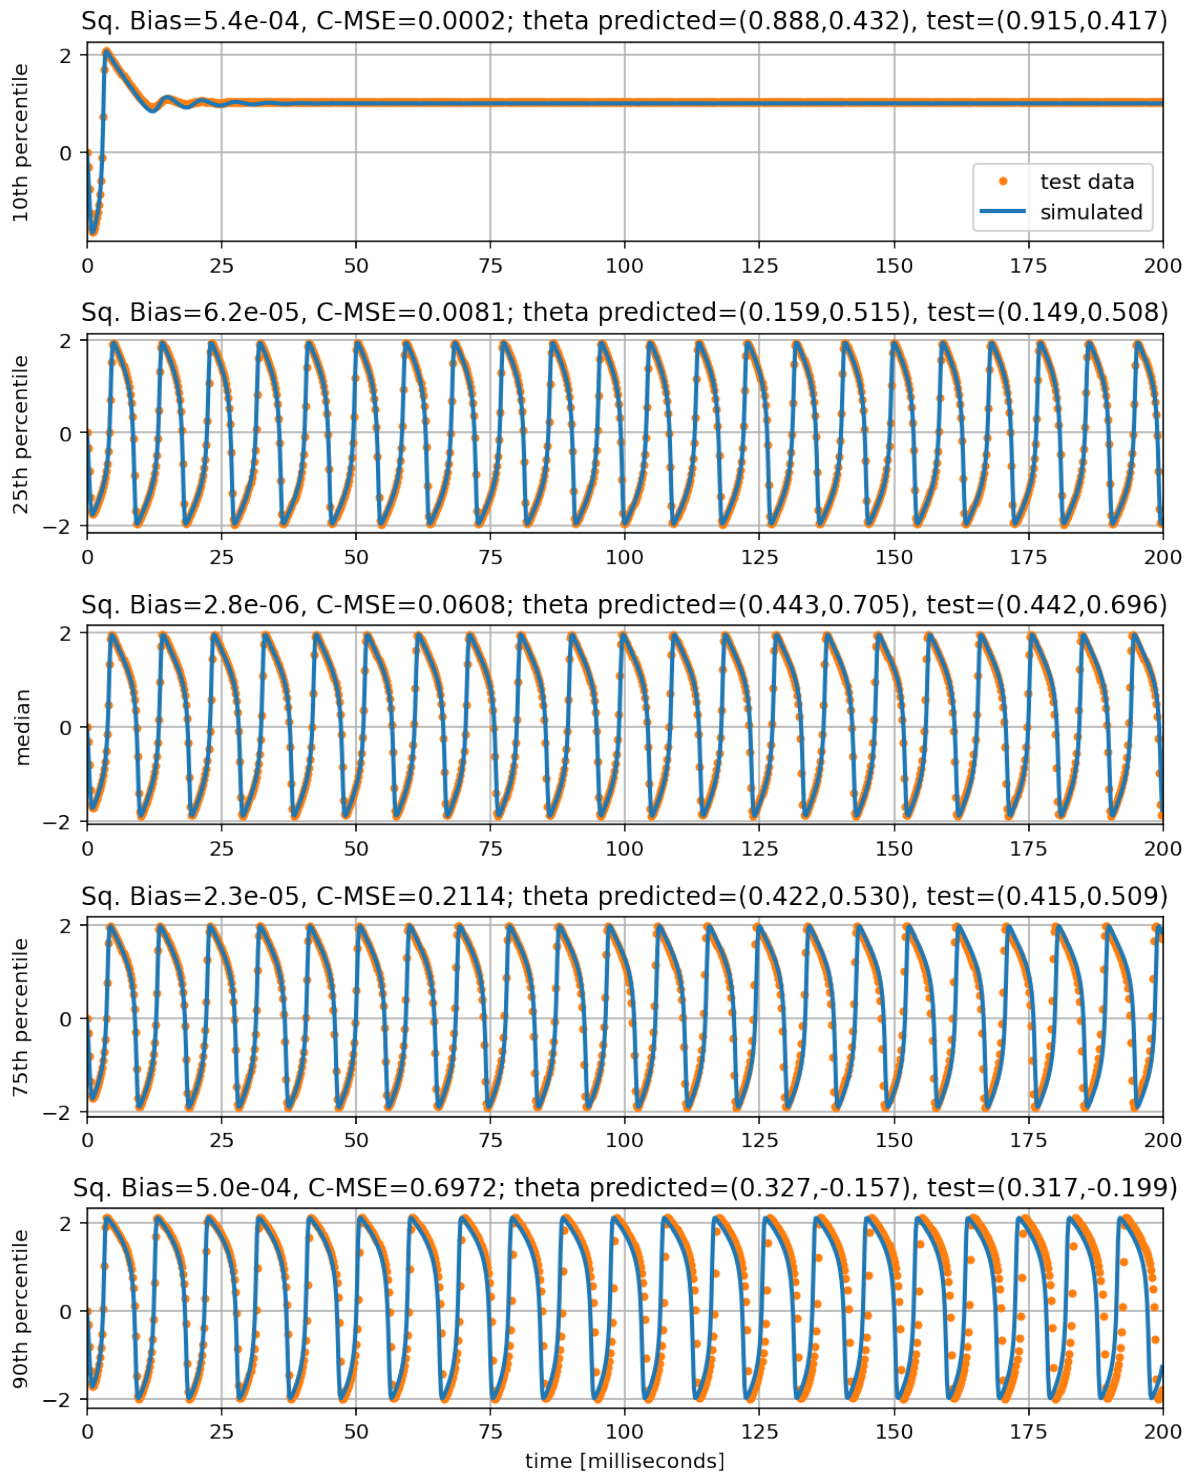 Sq. Bias=5.4e-04, C-MSE=0.0002; theta predicted=(0.888,0.432), test=(0.915,0.417)
10th percentile
2
0
test data
simulated
0 25 50 75 100 125 150 175 200
Sq. Bias=6.2e-05, C-MSE=0.0081; theta predicted=(0.159,0.515), test=(0.149,0.508)
25th percentile
2
0
−2
0 25 50 75 100 125 150 175 200
Sq. Bias=2.8e-06, C-MSE=0.0608; theta predicted=(0.443,0.705), test=(0.442,0.696)
median
2
0
−2
0 25 50 75 100 125 150 175 200
Sq. Bias=2.3e-05, C-MSE=0.2114; theta predicted=(0.422,0.530), test=(0.415,0.509)
75th percentile
2
0
−2
0 25 50 75 100 125 150 175 200
Sq. Bias=5.0e-04, C-MSE=0.6972; theta predicted=(0.327,-0.157), test=(0.317,-0.199)
90th percentile
2
0
−2
0 25 50 75 100 125 150 175 200
time [milliseconds]